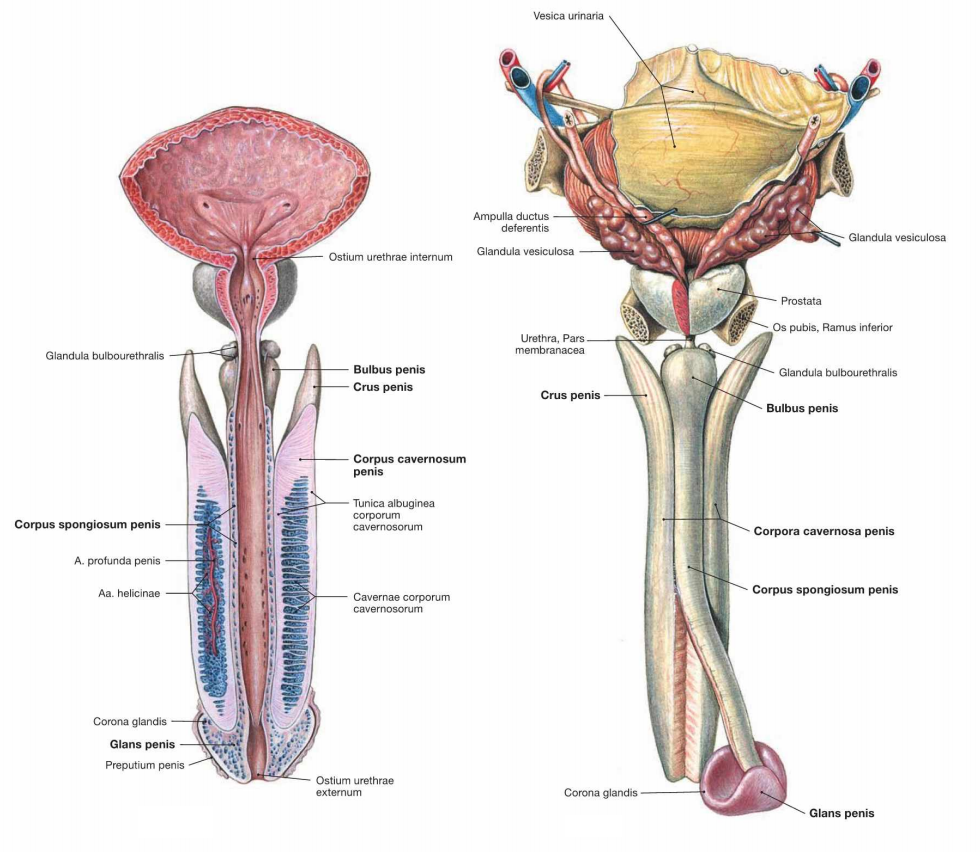 Ostium urethrae internum
Glandula bulbourethralis
Bulbus penis
Crus penis
Corpus cavernosum
penis
Tunica albuginea
corporum
cavernosorum
Corpus spongiosum penis
A. profunda penis
Aa. helicinae
Cavernae corporum
cavernosorum
Corona glandis
Glans penis
Preputium penis
Ostium urethrae
externum
Vesica urinaria
Ampulla ductus
deferentis
Glandula vesiculosa
Glandula vesiculosa
Prostata
Os pubis, Ramus inferior
Urethra, Pars
membranacea
Glandula bulbourethralis
Crus penis
Bulbus penis
Corpora cavernosa penis
Corpus spongiosum penis
Corona glandis
Glans penis